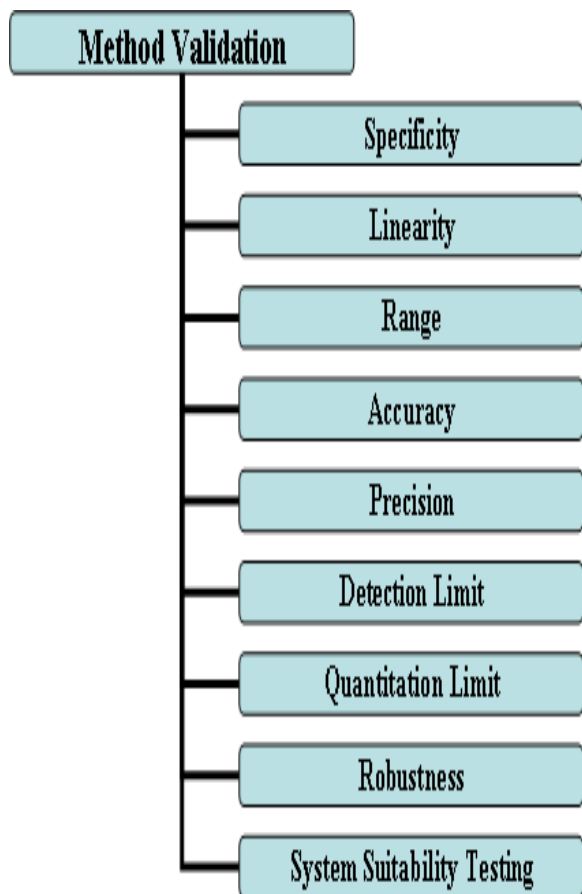 Method Validation
Specificity
Linearity
Range
Accuracy
Precision
Detection Limit
Quantitation Limit
Robustness
System Suitability Testing